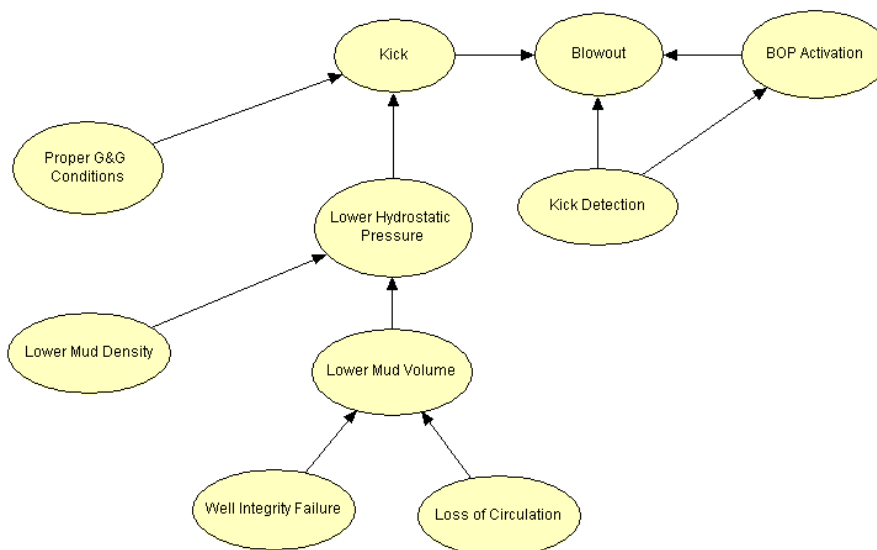 Kick
Blowout
BOP Activation
Proper G&G
Conditions
Kick Detection
Lower Hydrostatic
Pressure
Lower Mud Density
Lower Mud Volume
Well Integrity Failure
Loss of Circulation